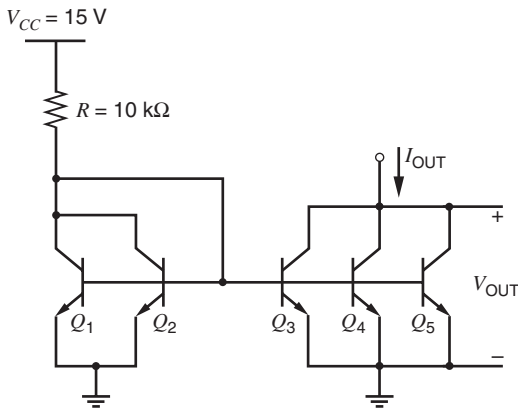 V_CC = 15 V
R = 10 kΩ
I_OUT
+
V_OUT
Q_1
Q_2
Q_3
Q_4
Q_5
−